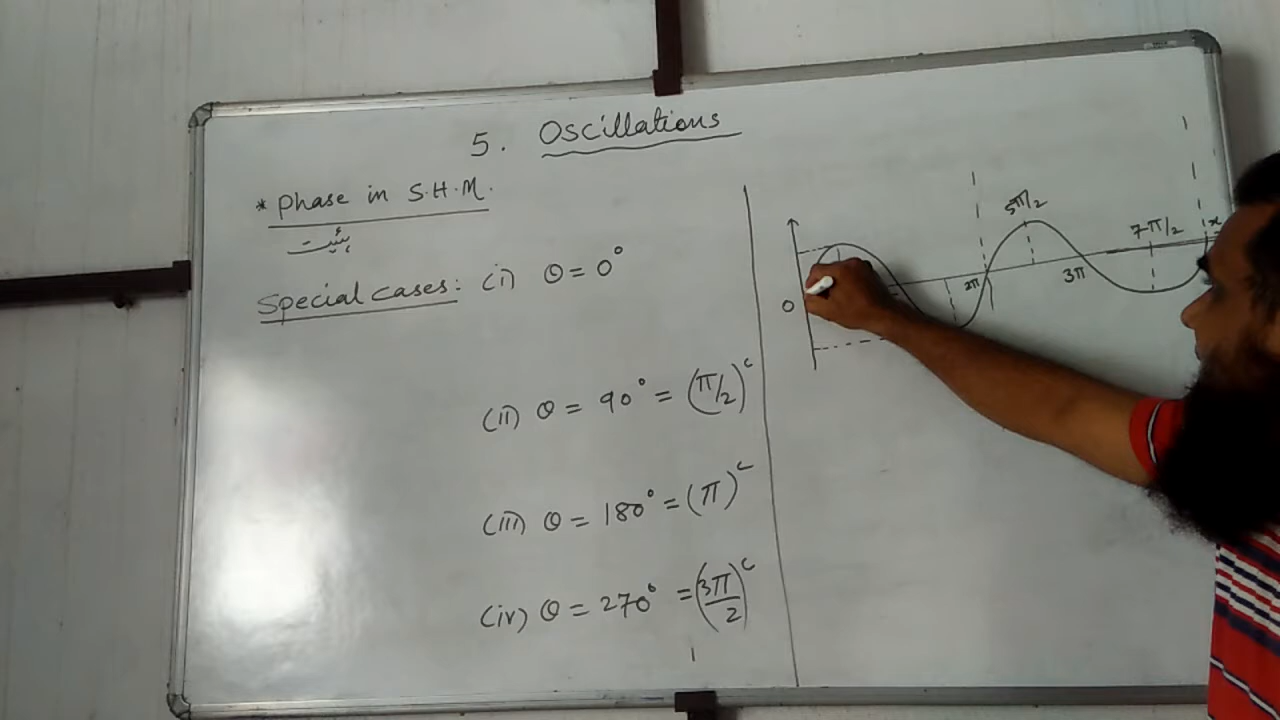 5. Oscillations
* Phase in S.H.M.
ہیئت
Special cases: (i) θ = 0°
(ii) θ = 90° = (π/2)ᶜ
(iii) θ = 180° = (π)ᶜ
(iv) θ = 270° = (3π/2)ᶜ
5π/2
7π/2
x
2π
3π
0